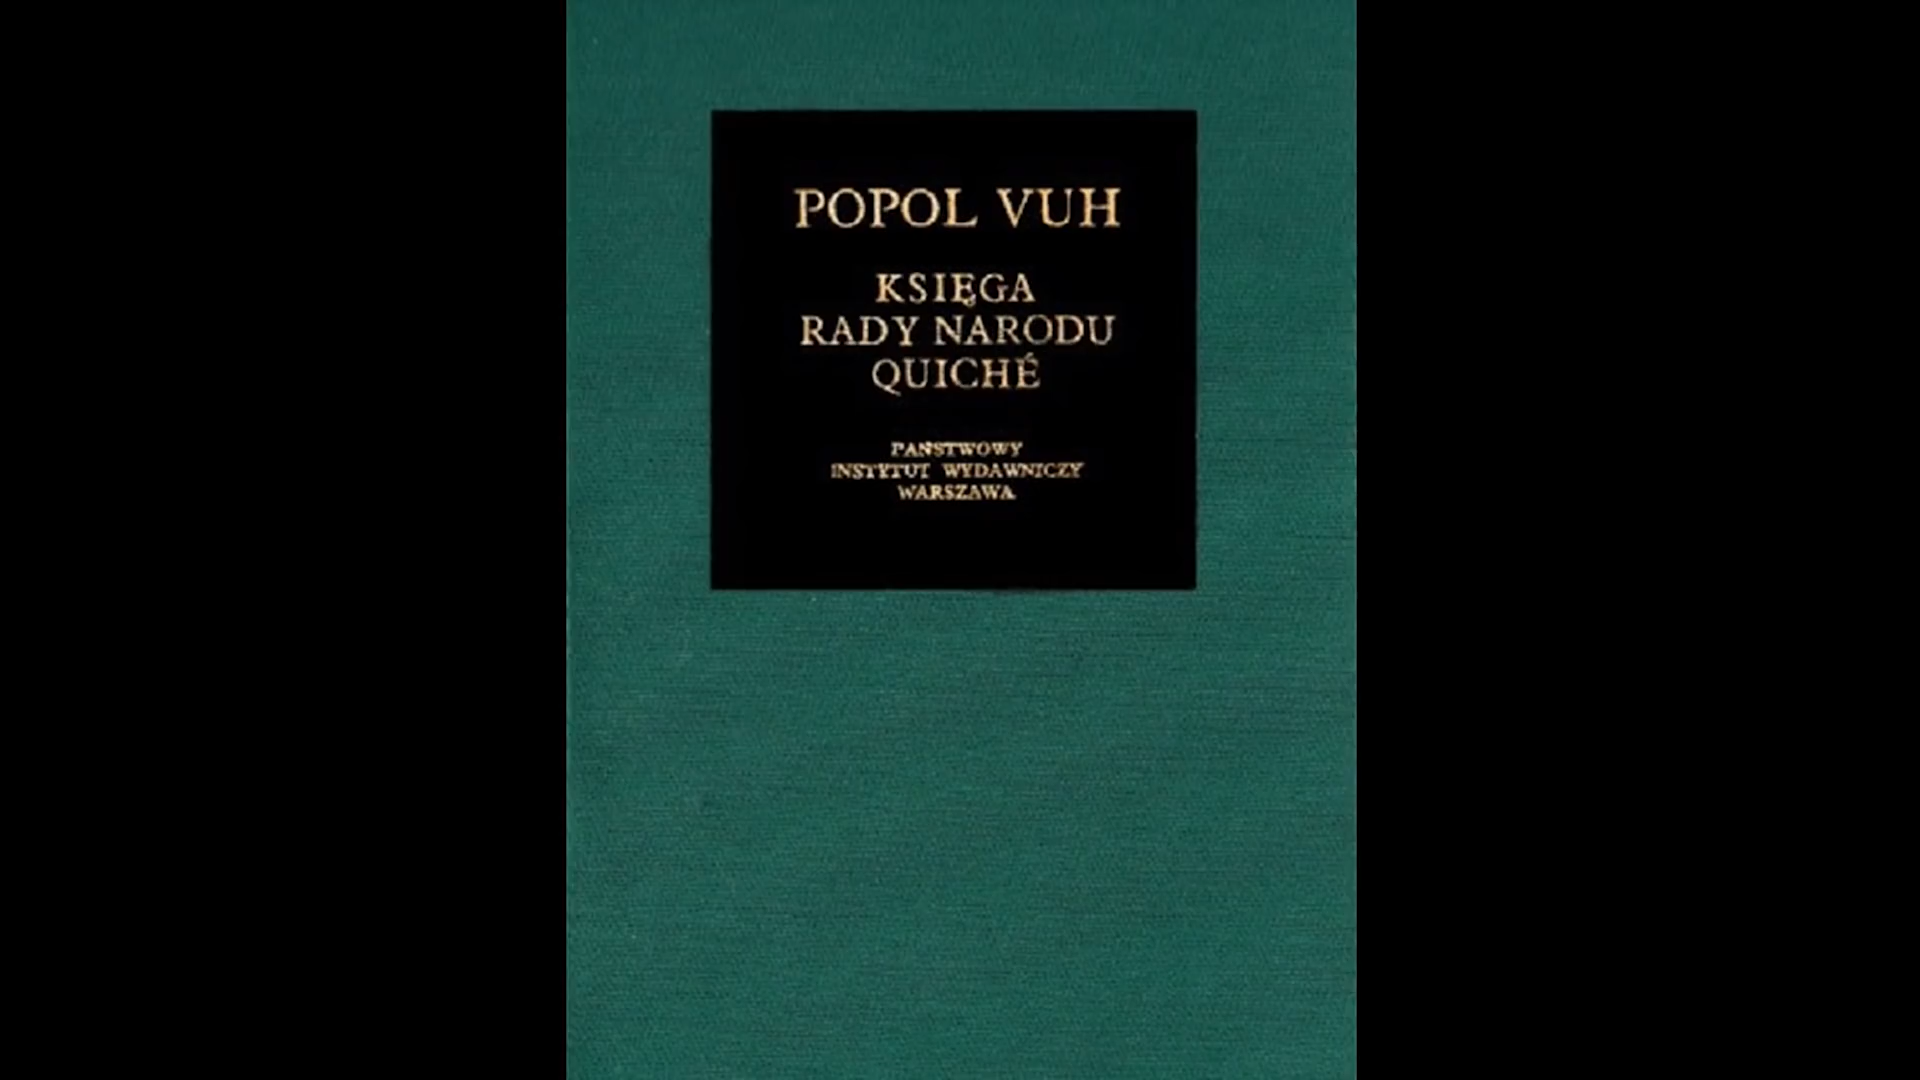 POPOL VUH
KSIĘGA
RADY NARODU
QUICHÉ
PAŃSTWOWY
INSTYTUT WYDAWNICZY
WARSZAWA